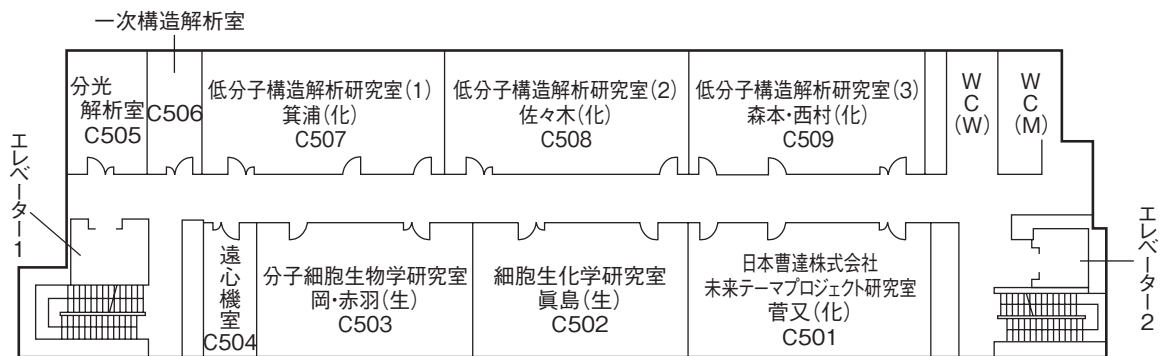 一次構造解析室
分光
解析室
C505
C506
低分子構造解析研究室(1)
箕浦(化)
C507
低分子構造解析研究室(2)
佐々木(化)
C508
低分子構造解析研究室(3)
森本・西村(化)
C509
WC(W)
WC(M)
エレベーター1
エレベーター2
遠心機室
C504
分子細胞生物学研究室
岡・赤羽(生)
C503
細胞生化学研究室
眞島(生)
C502
日本曹達株式会社
未来テーマプロジェクト研究室
菅又(化)
C501